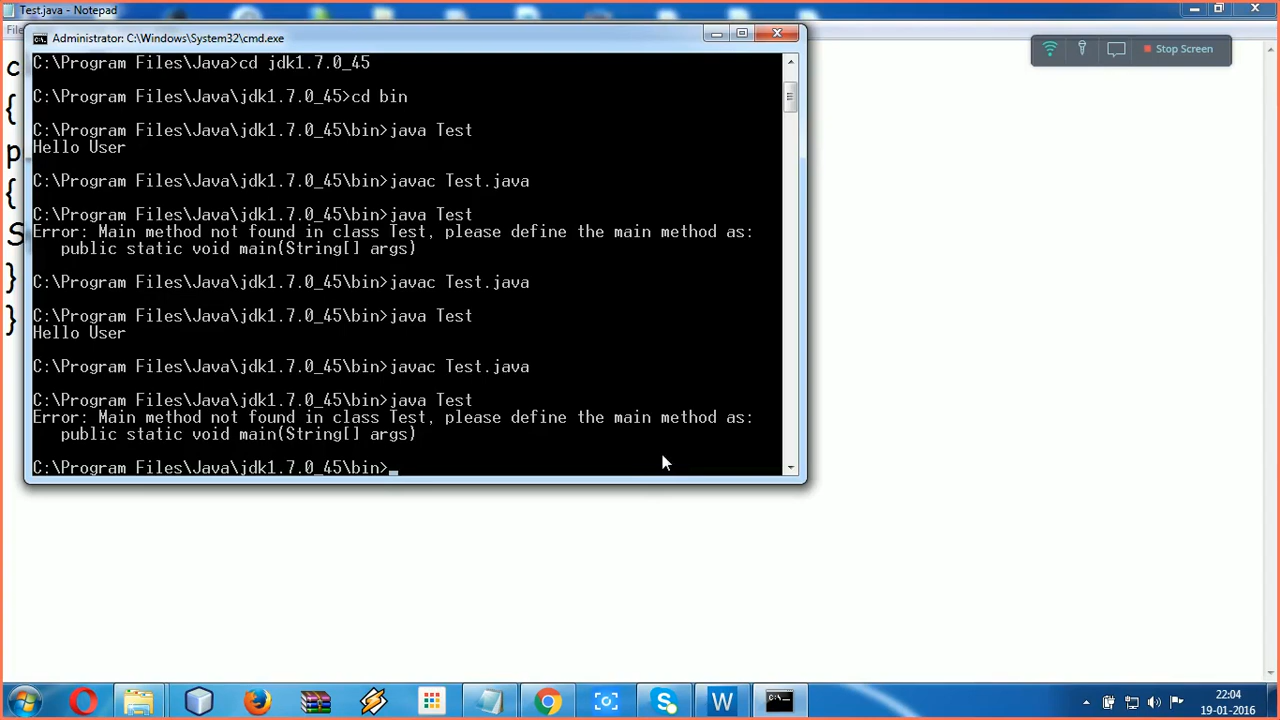 Test.java - Notepad
Administrator: C:\Windows\System32\cmd.exe
Stop Screen
C:\Program Files\Java>cd jdk1.7.0_45
C:\Program Files\Java\jdk1.7.0_45>cd bin
C:\Program Files\Java\jdk1.7.0_45\bin>java Test
Hello User
C:\Program Files\Java\jdk1.7.0_45\bin>javac Test.java
C:\Program Files\Java\jdk1.7.0_45\bin>java Test
Error: Main method not found in class Test, please define the main method as:
public static void main(String[] args)
C:\Program Files\Java\jdk1.7.0_45\bin>javac Test.java
C:\Program Files\Java\jdk1.7.0_45\bin>java Test
Hello User
C:\Program Files\Java\jdk1.7.0_45\bin>javac Test.java
C:\Program Files\Java\jdk1.7.0_45\bin>java Test
Error: Main method not found in class Test, please define the main method as:
public static void main(String[] args)
C:\Program Files\Java\jdk1.7.0_45\bin>_
c
{
p
{
S
}
}
22:04
19-01-2016